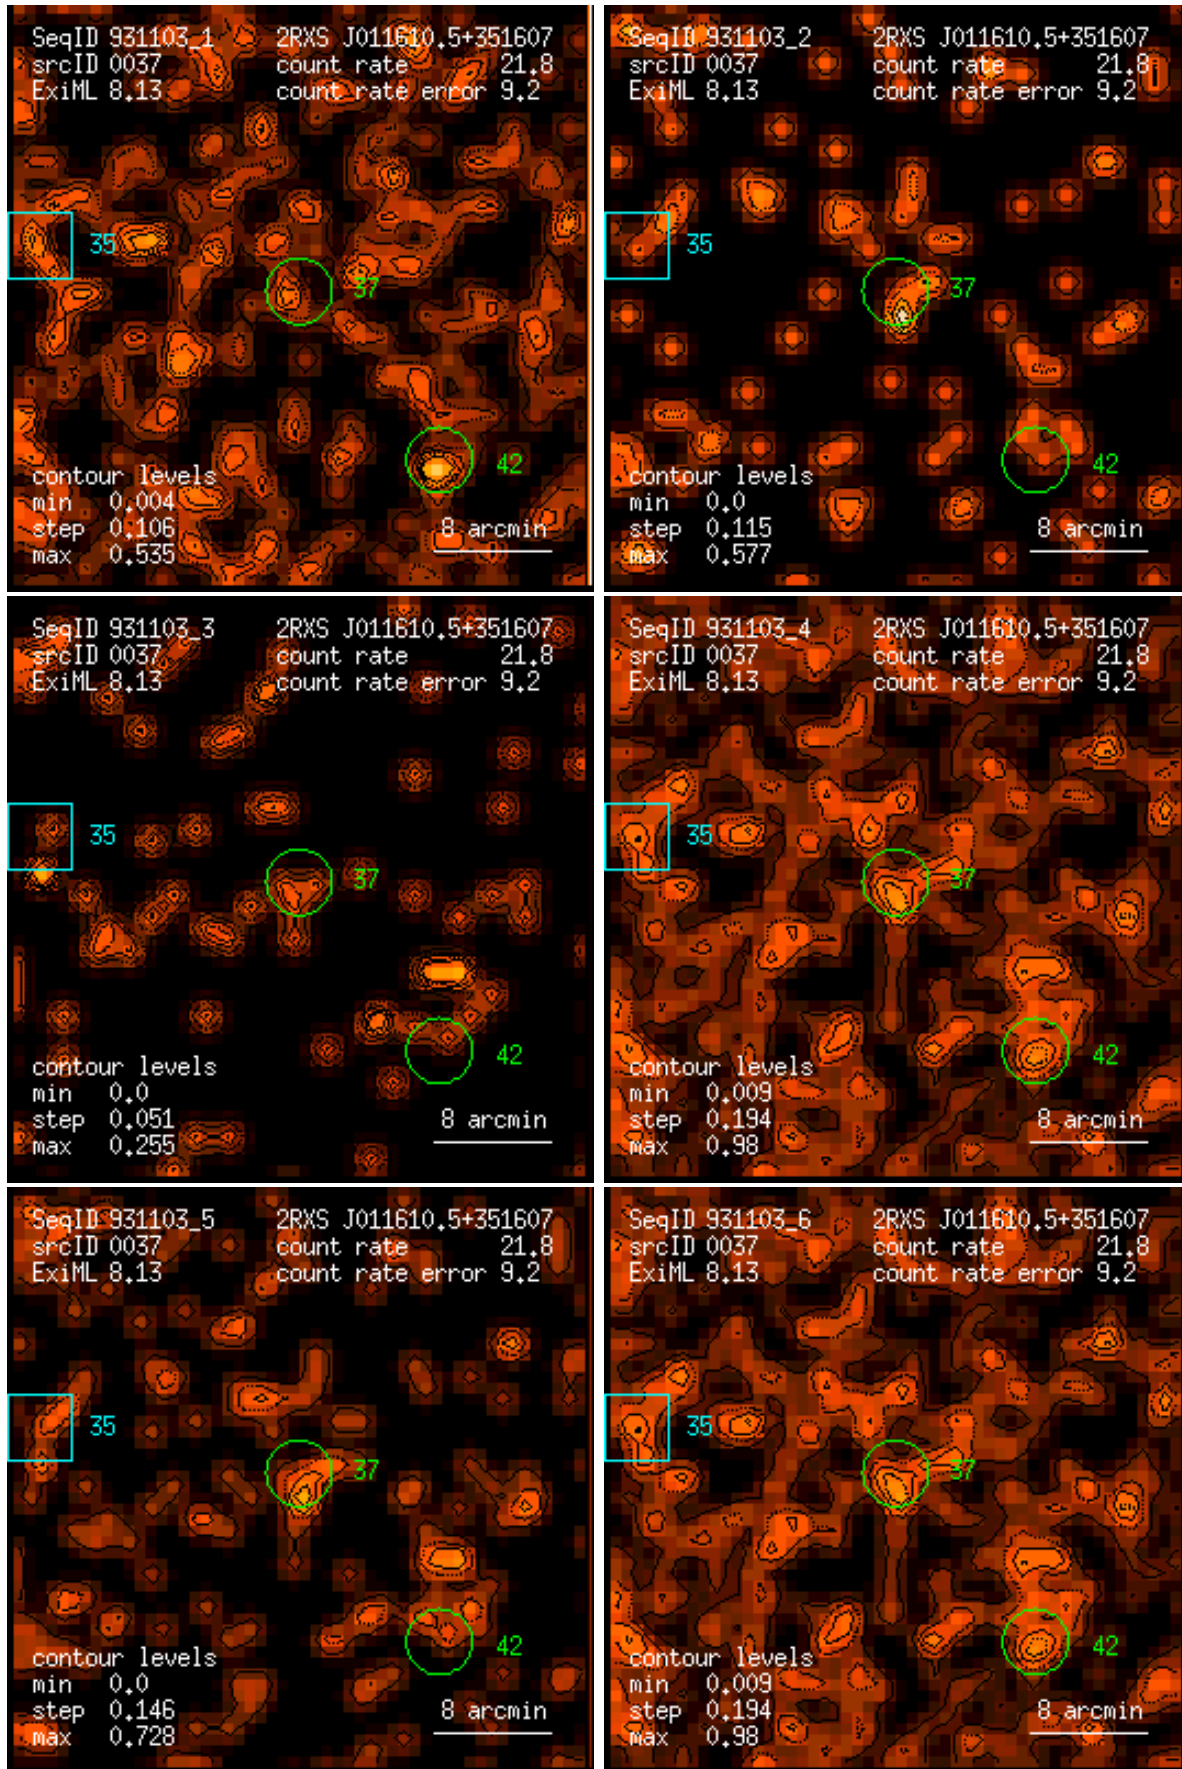 SeqID 931103_1 2RXS J011610.5+351607
srcID 0037 count rate 21.8
ExiML 8.13 count rate error 9.2
35
37
42
contour levels
min 0.004
step 0.106 8 arcmin
max 0.535
SeqID 931103_2 2RXS J011610.5+351607
srcID 0037 count rate 21.8
ExiML 8.13 count rate error 9.2
35
37
42
contour levels
min 0.0
step 0.115 8 arcmin
max 0.577
SeqID 931103_3 2RXS J011610.5+351607
srcID 0037 count rate 21.8
ExiML 8.13 count rate error 9.2
35
37
42
contour levels
min 0.0
step 0.051 8 arcmin
max 0.255
SeqID 931103_4 2RXS J011610.5+351607
srcID 0037 count rate 21.8
ExiML 8.13 count rate error 9.2
35
37
42
contour levels
min 0.009
step 0.194 8 arcmin
max 0.98
SeqID 931103_5 2RXS J011610.5+351607
srcID 0037 count rate 21.8
ExiML 8.13 count rate error 9.2
35
37
42
contour levels
min 0.0
step 0.146 8 arcmin
max 0.728
SeqID 931103_6 2RXS J011610.5+351607
srcID 0037 count rate 21.8
ExiML 8.13 count rate error 9.2
35
37
42
contour levels
min 0.009
step 0.194 8 arcmin
max 0.98